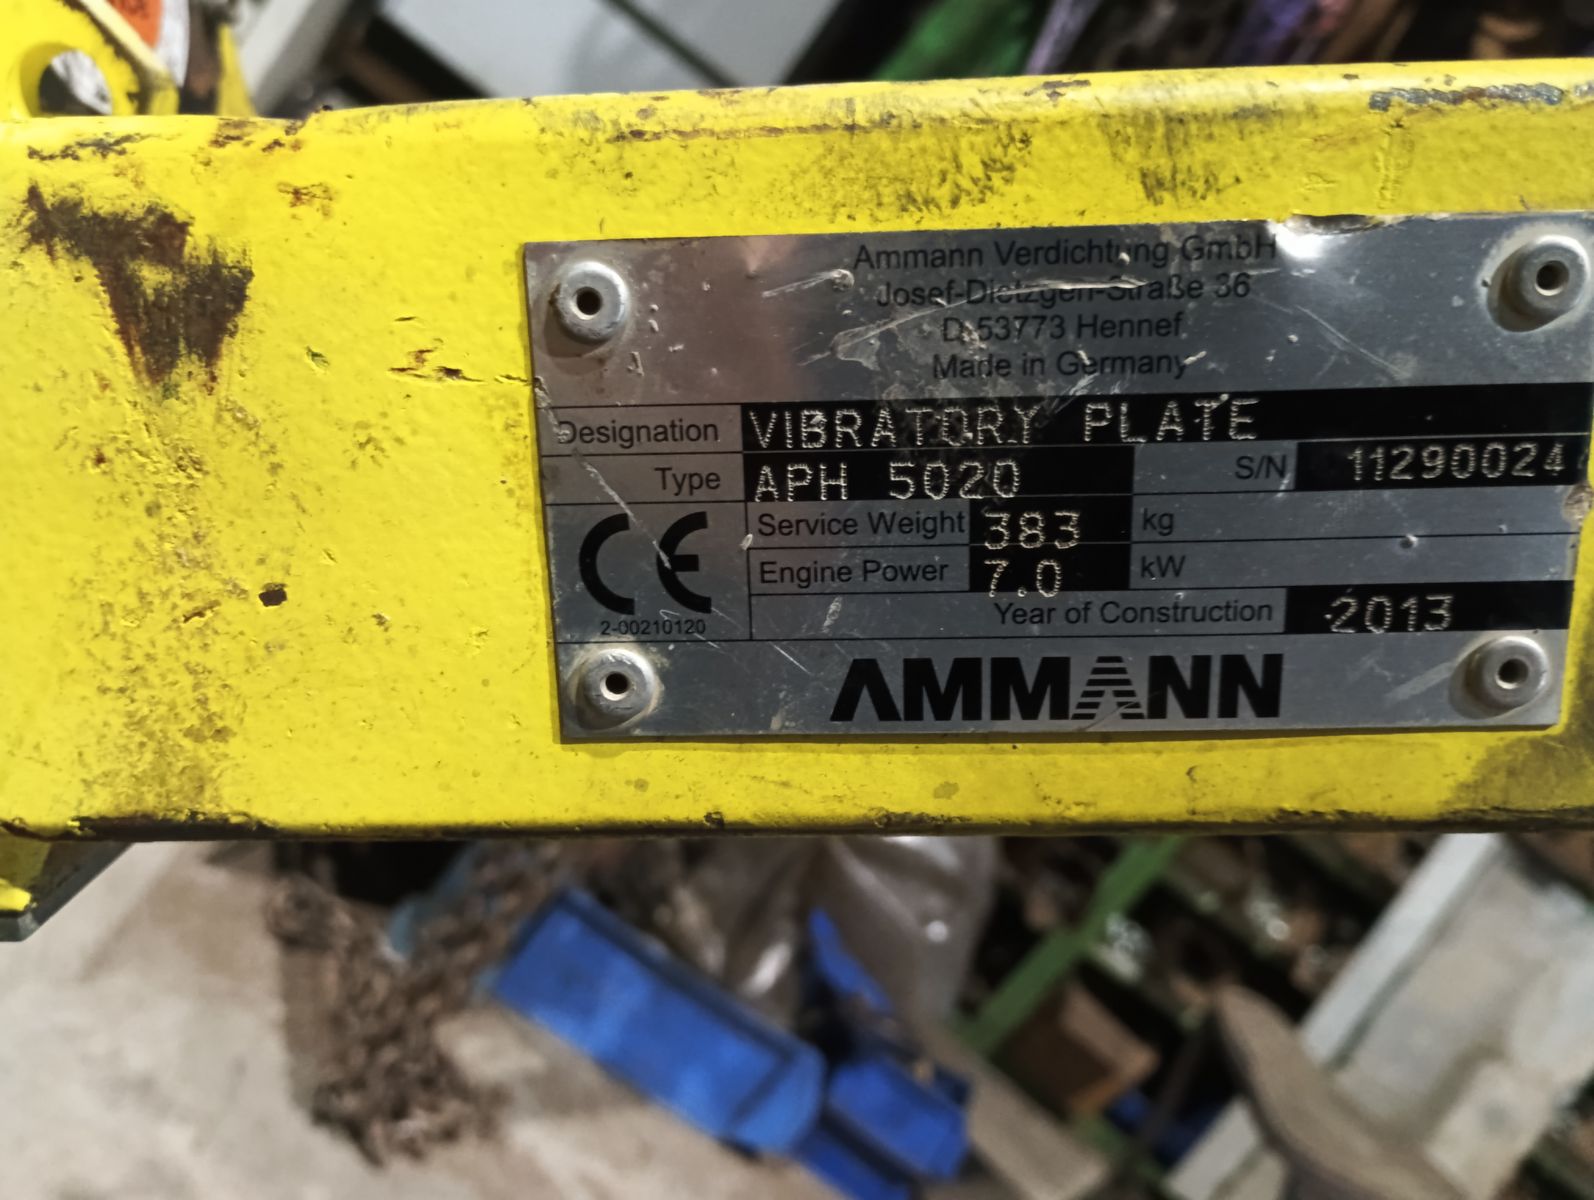 Ammann Verdichtung GmbH
Josef-Dietzgen-Straße 36
D-53773 Hennef
Made in Germany
Designation VIBRATORY PLATE
Type APH 5020 S/N 11290024
CE Service Weight 383 kg
Engine Power 7.0 kW
2-00210120 Year of Construction 2013
AMMANN